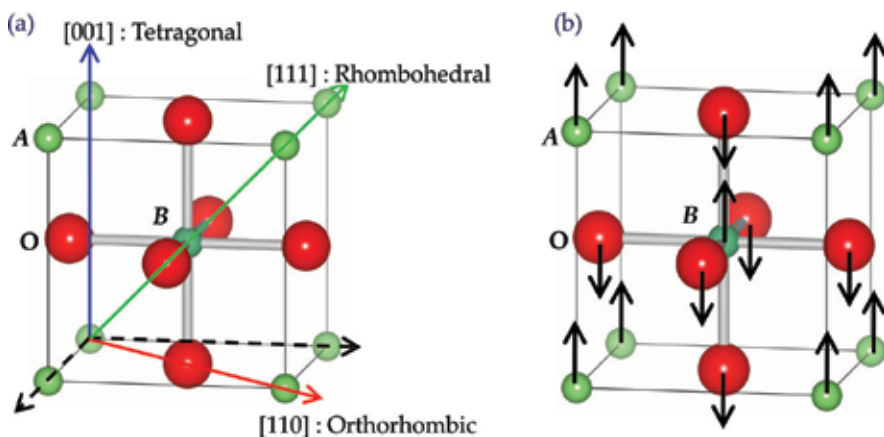 (a)
[001] : Tetragonal
[111] : Rhombohedral
A
B
O
[110] : Orthorhombic
(b)
A
B
O